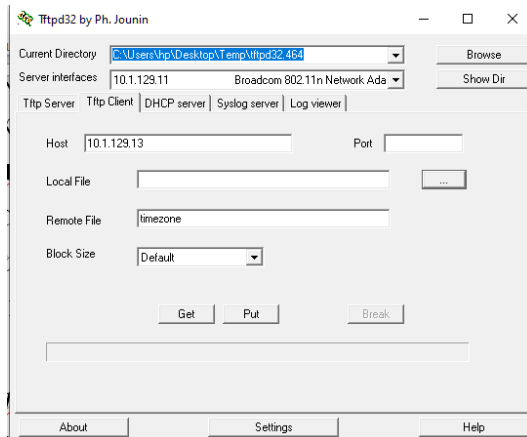 Tftpd32 by Ph. Jounin
Current Directory C:\Users\hp\Desktop\Temp\tftpd32.464 Browse
Server interfaces 10.1.129.11 Broadcom 802.11n Network Ada Show Dir
Tftp Server Tftp Client DHCP server Syslog server Log viewer
Host 10.1.129.13 Port
Local File ...
Remote File timezone
Block Size Default
Get Put Break
About Settings Help